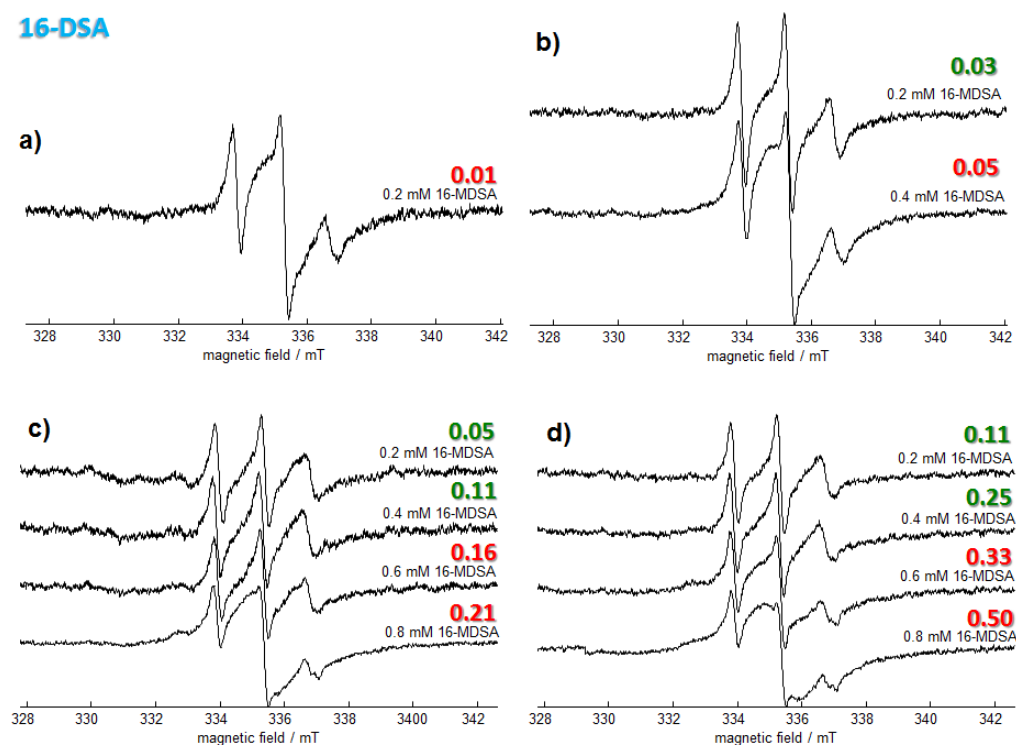 16-DSA
a)
0.01
0.2 mM 16-MDSA
328 330 332 334 336 338 340 342
magnetic field / mT
b)
0.03
0.2 mM 16-MDSA
0.05
0.4 mM 16-MDSA
328 330 332 334 336 338 340 342
magnetic field / mT
c)
0.05
0.2 mM 16-MDSA
0.11
0.4 mM 16-MDSA
0.16
0.6 mM 16-MDSA
0.21
0.8 mM 16-MDSA
328 330 332 334 336 338 3400 342
magnetic field / mT
d)
0.11
0.2 mM 16-MDSA
0.25
0.4 mM 16-MDSA
0.33
0.6 mM 16-MDSA
0.50
0.8 mM 16-MDSA
328 330 332 334 336 338 340 342
magnetic field / mT